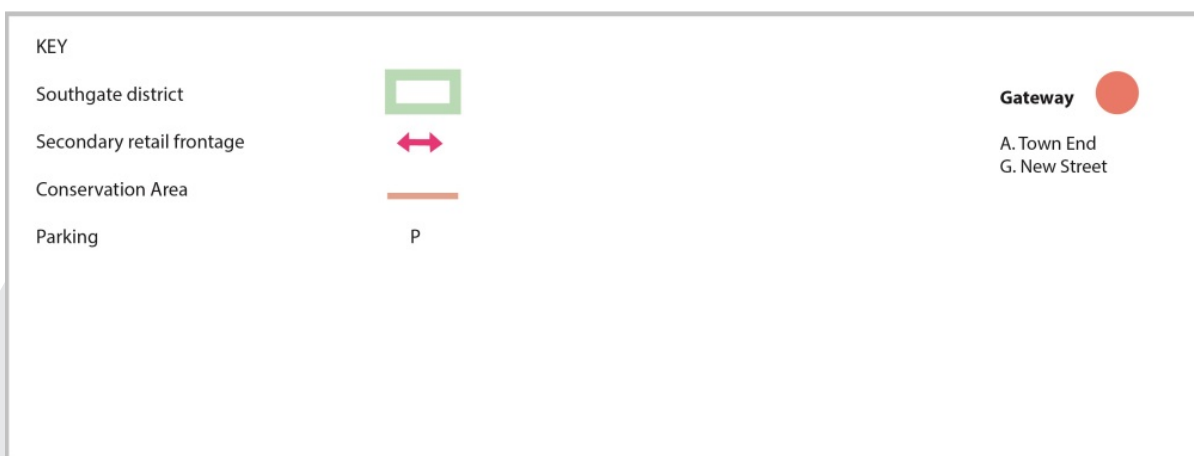 KEY
Southgate district
Secondary retail frontage
Conservation Area
Parking P
Gateway
A. Town End
G. New Street